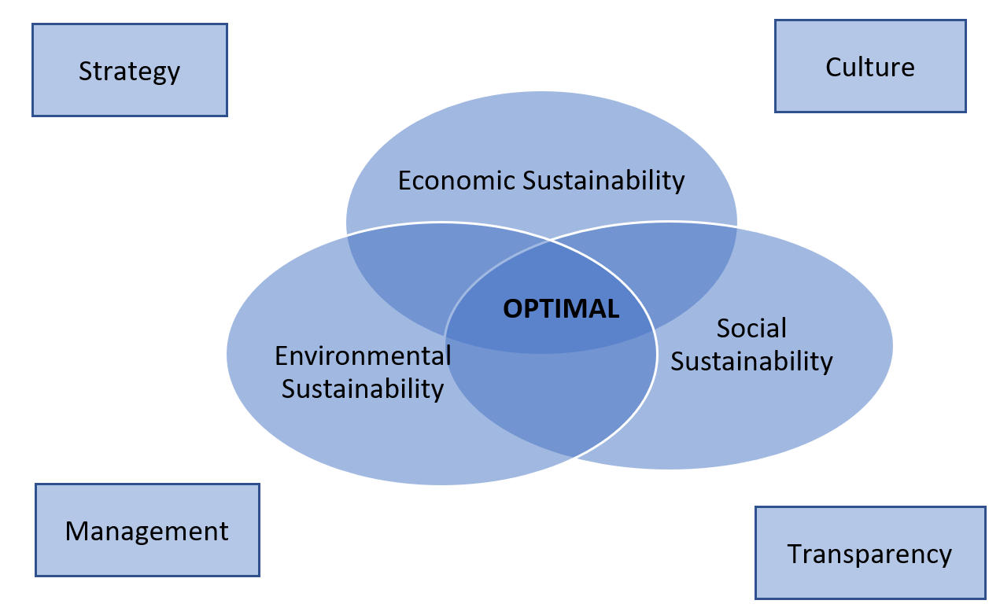 Strategy
Culture
Economic Sustainability
OPTIMAL
Environmental
Sustainability
Social
Sustainability
Management
Transparency